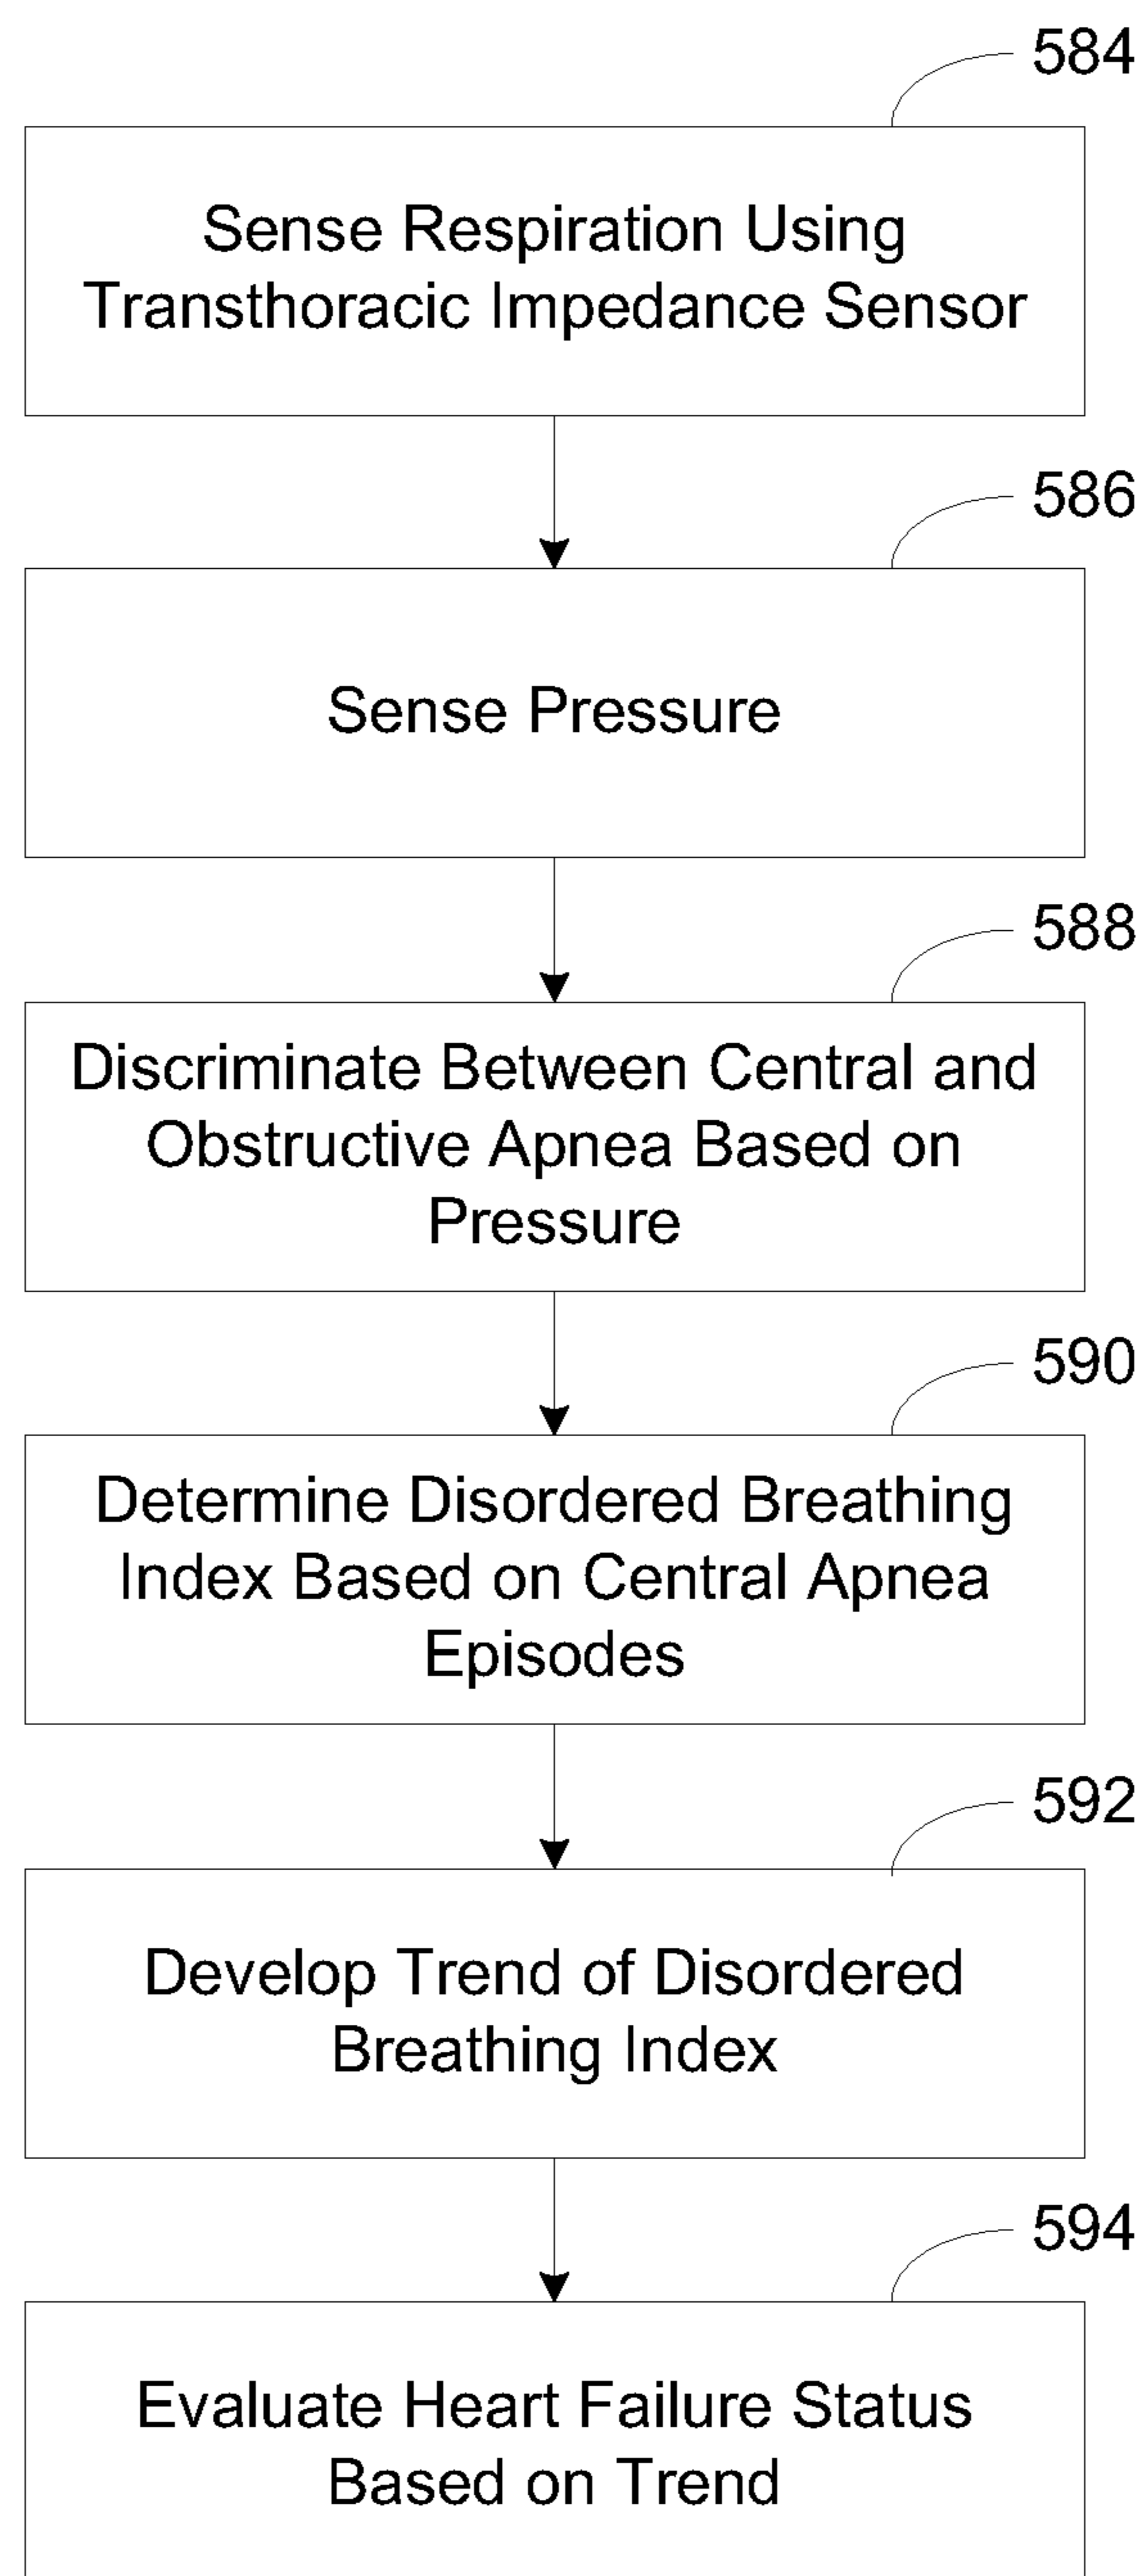 584
Sense Respiration Using
Transthoracic Impedance Sensor
586
Sense Pressure
588
Discriminate Between Central and
Obstructive Apnea Based on
Pressure
590
Determine Disordered Breathing
Index Based on Central Apnea
Episodes
592
Develop Trend of Disordered
Breathing Index
594
Evaluate Heart Failure Status
Based on Trend